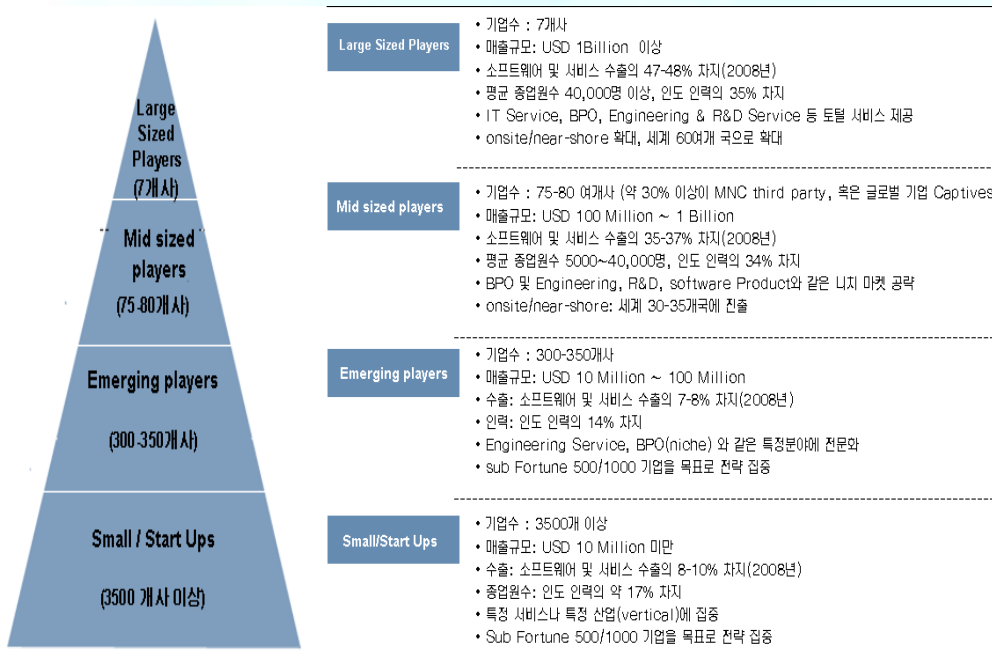 Large
Sized
Players
(7개사)
Mid sized
players
(75-80개사)
Emerging players
(300-350개사)
Small / Start Ups
(3500 개사 이상)
Large Sized Players
• 기업수 : 7개사
• 매출규모: USD 1Billion 이상
• 소프트웨어 및 서비스 수출의 47-48% 차지(2008년)
• 평균 종업원수 40,000명 이상, 인도 인력의 35% 차지
• IT Service, BPO, Engineering & R&D Service 등 토털 서비스 제공
• onsite/near-shore 확대, 세계 60여개 국으로 확대
Mid sized players
• 기업수 : 75-80 여개사 (약 30% 이상이 MNC third party, 혹은 글로벌 기업 Captives
• 매출규모: USD 100 Million ~ 1 Billion
• 소프트웨어 및 서비스 수출의 35-37% 차지(2008년)
• 평균 종업원수 5000~40,000명, 인도 인력의 34% 차지
• BPO 및 Engineering, R&D, software Product와 같은 니치 마켓 공략
• onsite/near-shore: 세계 30-35개국에 진출
Emerging players
• 기업수 : 300-350개사
• 매출규모: USD 10 Million ~ 100 Million
• 수출: 소프트웨어 및 서비스 수출의 7-8% 차지(2008년)
• 인력: 인도 인력의 14% 차지
• Engineering Service, BPO(niche) 와 같은 특정분야에 전문화
• sub Fortune 500/1000 기업을 목표로 전략 집중
Small/Start Ups
• 기업수 : 3500개 이상
• 매출규모: USD 10 Million 미만
• 수출: 소프트웨어 및 서비스 수출의 8-10% 차지(2008년)
• 종업원수: 인도 인력의 약 17% 차지
• 특정 서비스나 특정 산업(vertical)에 집중
• Sub Fortune 500/1000 기업을 목표로 전략 집중